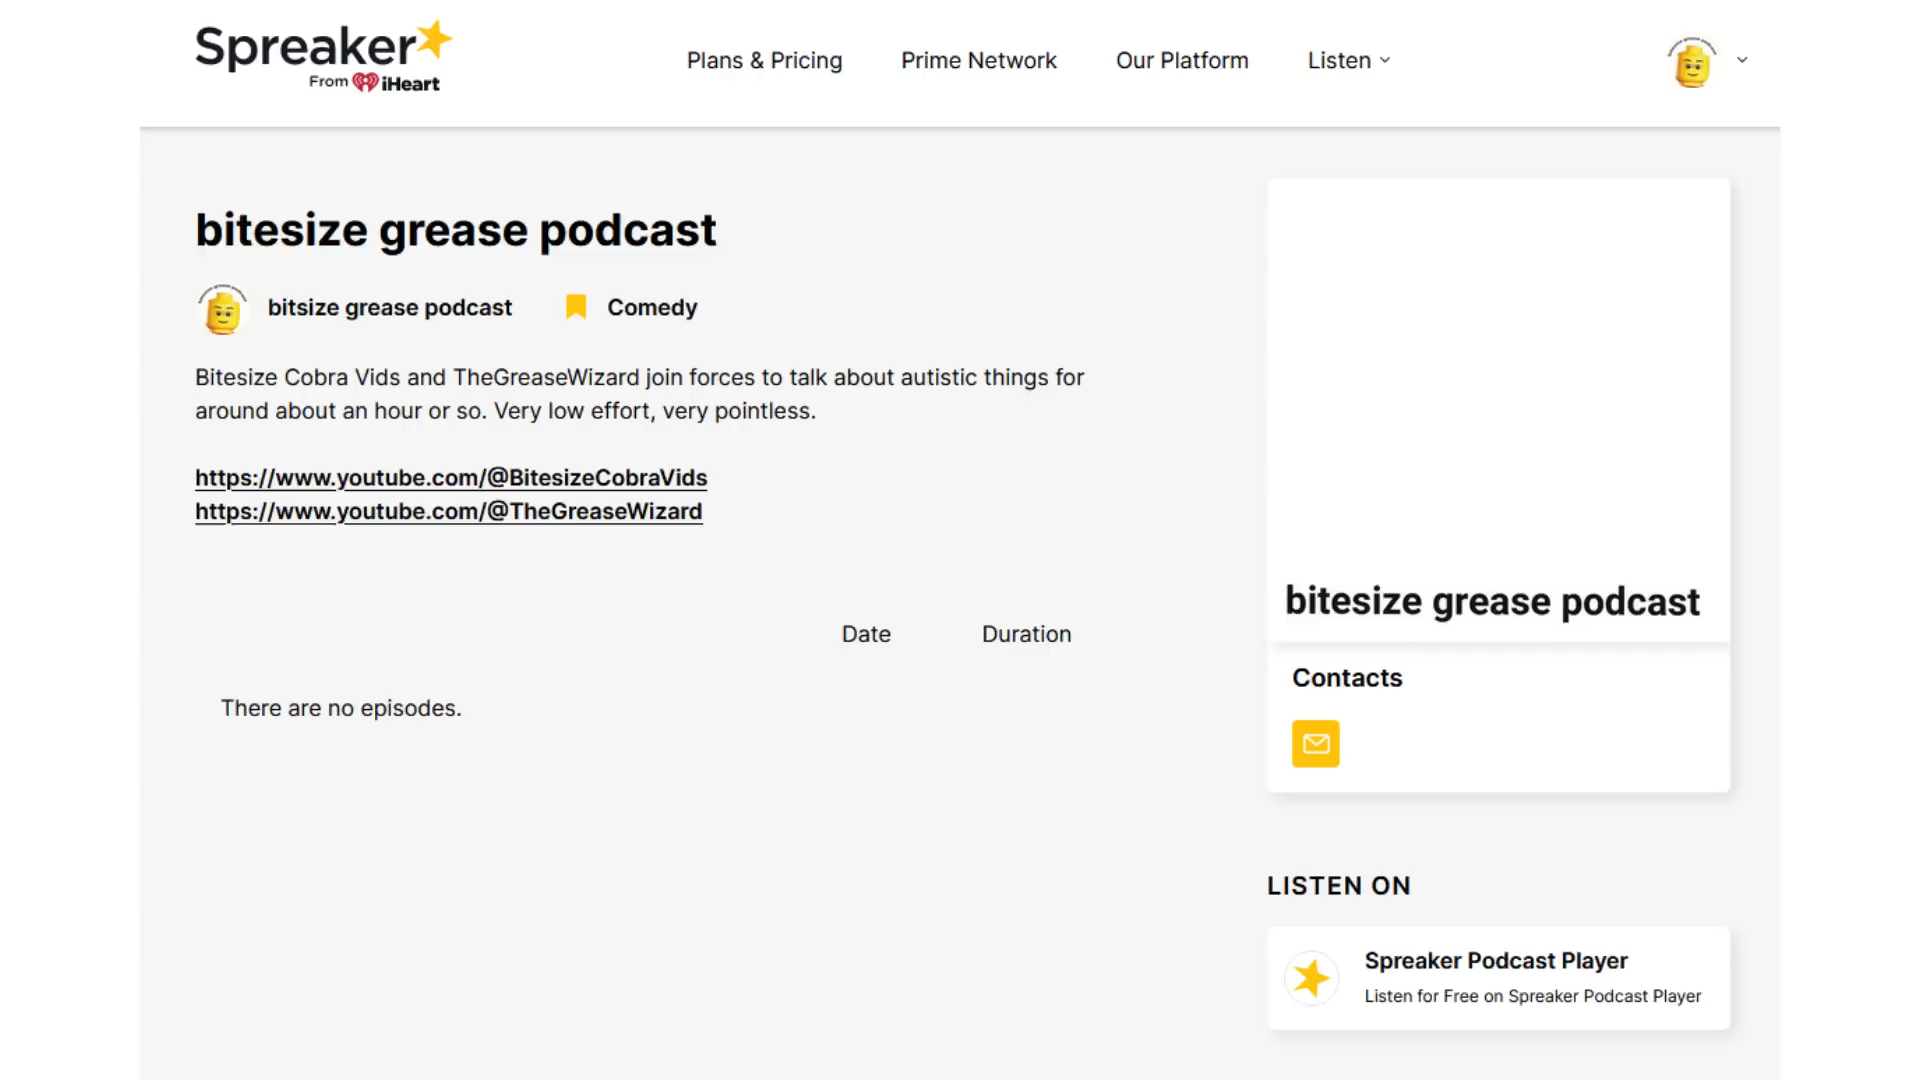 Spreaker
From iHeart
Plans & Pricing
Prime Network
Our Platform
Listen
bitesize grease podcast
bitsize grease podcast
Comedy
Bitesize Cobra Vids and TheGreaseWizard join forces to talk about autistic things for
around about an hour or so. Very low effort, very pointless.
https://www.youtube.com/@BitesizeCobraVids
https://www.youtube.com/@TheGreaseWizard
Date
Duration
There are no episodes.
bitesize grease podcast
Contacts
LISTEN ON
Spreaker Podcast Player
Listen for Free on Spreaker Podcast Player